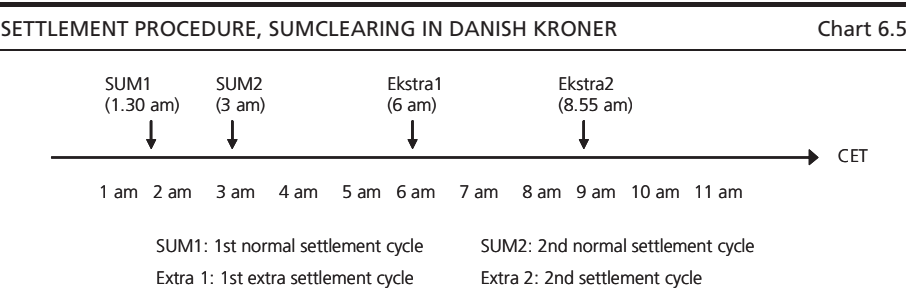 SETTLEMENT PROCEDURE, SUMCLEARING IN DANISH KRONER Chart 6.5
SUM1 SUM2 Ekstra1 Ekstra2
(1.30 am) (3 am) (6 am) (8.55 am)
CET
1 am 2 am 3 am 4 am 5 am 6 am 7 am 8 am 9 am 10 am 11 am
SUM1: 1st normal settlement cycle SUM2: 2nd normal settlement cycle
Extra 1: 1st extra settlement cycle Extra 2: 2nd settlement cycle